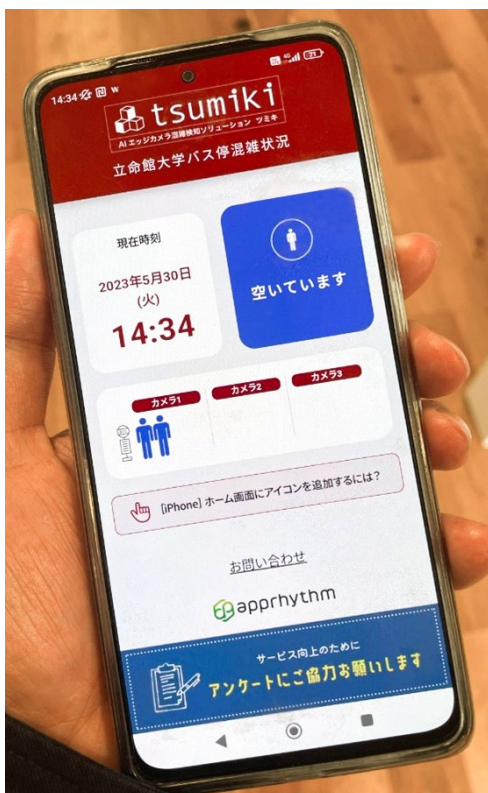 14:34
4G
71
tsumiki
AI エッジカメラ混雑検知ソリューション ツミキ
立命館大学バス停混雑状況
現在時刻
2023年5月30日
(火)
14:34
空いています
カメラ1
カメラ2
カメラ3
[iPhone] ホーム画面にアイコンを追加するには?
お問い合わせ
apprhythm
サービス向上のために
アンケートにご協力お願いします